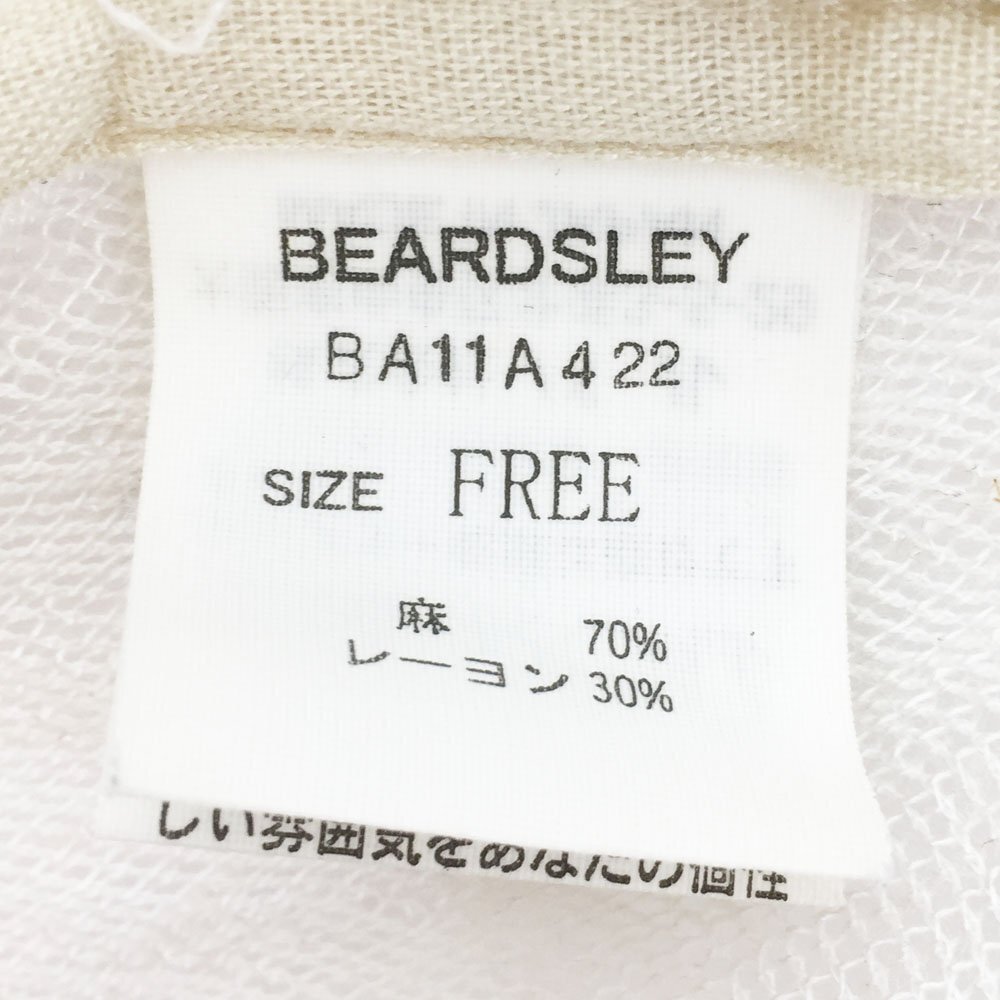 BEARDSLEY
BA11A422
SIZE FREE
麻 70%
レーヨン 30%
しい雰囲気をあなたの個性